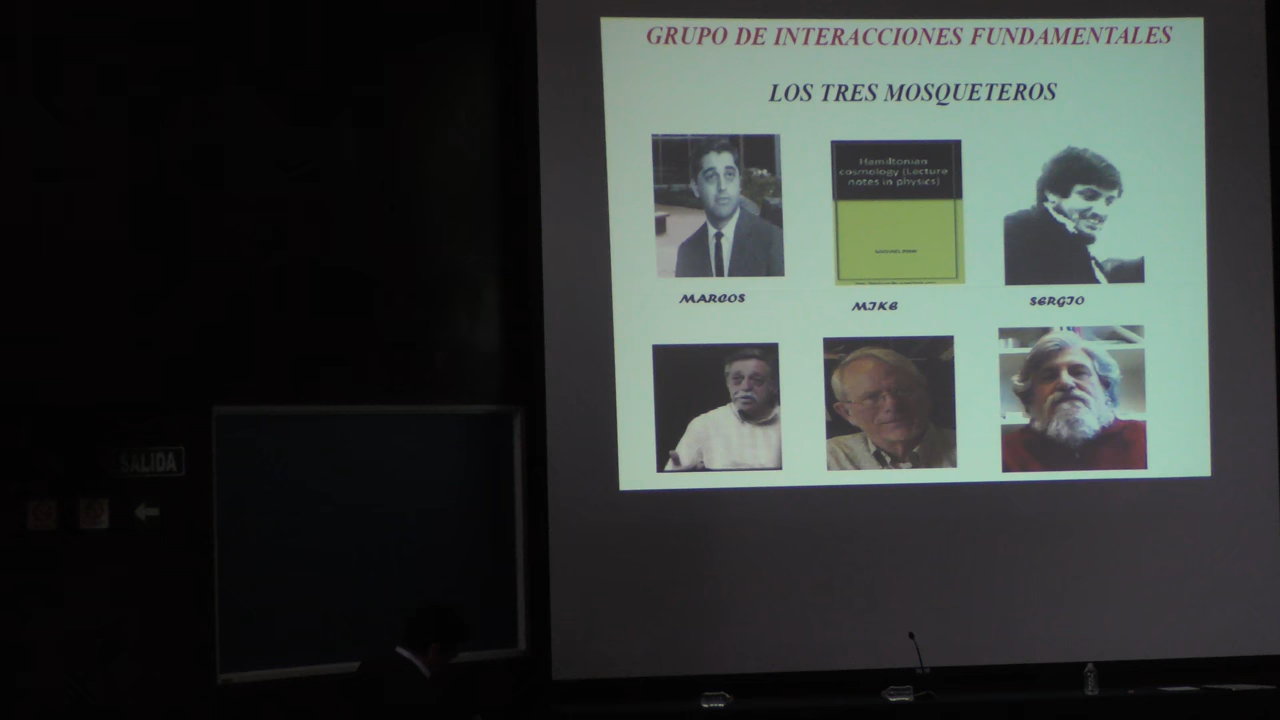 GRUPO DE INTERACCIONES FUNDAMENTALES
LOS TRES MOSQUETEROS
Hamiltonian
cosmology (Lecture
notes in physics)
MARCOS
MIKE
SERGIO
SALIDA